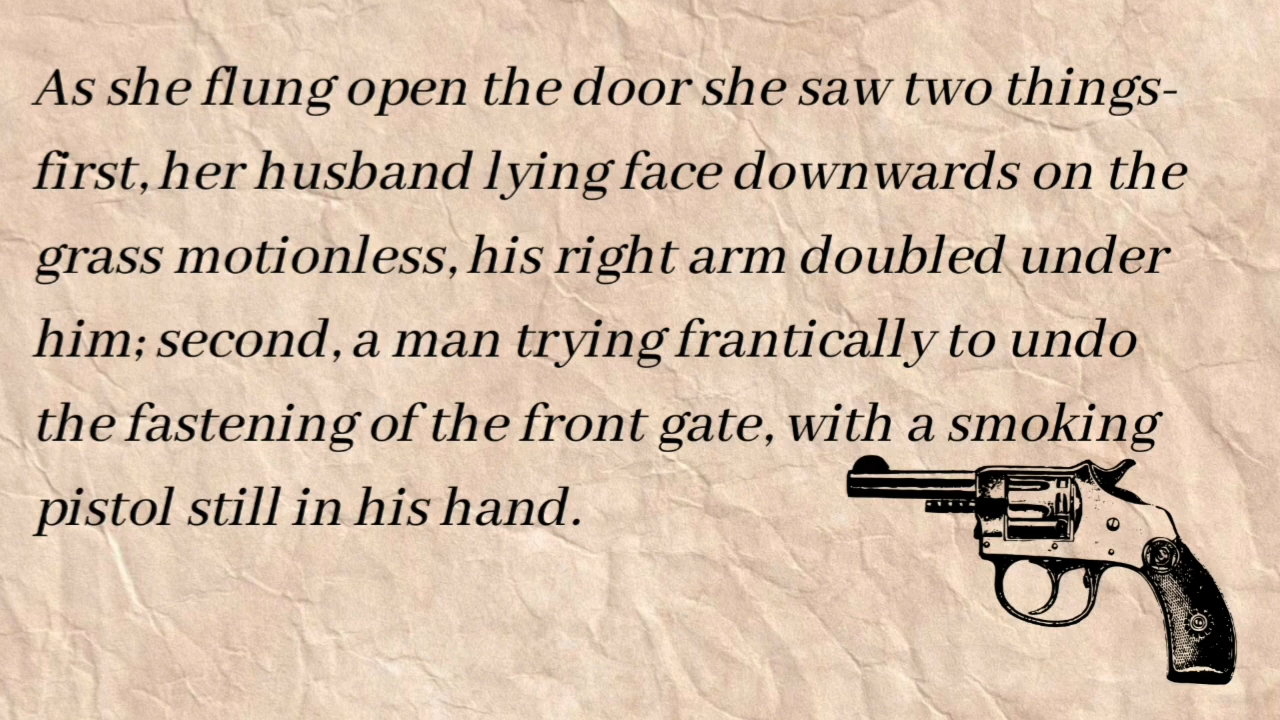 As she flung open the door she saw two things-
first, her husband lying face downwards on the
grass motionless, his right arm doubled under
him; second, a man trying frantically to undo
the fastening of the front gate, with a smoking
pistol still in his hand.